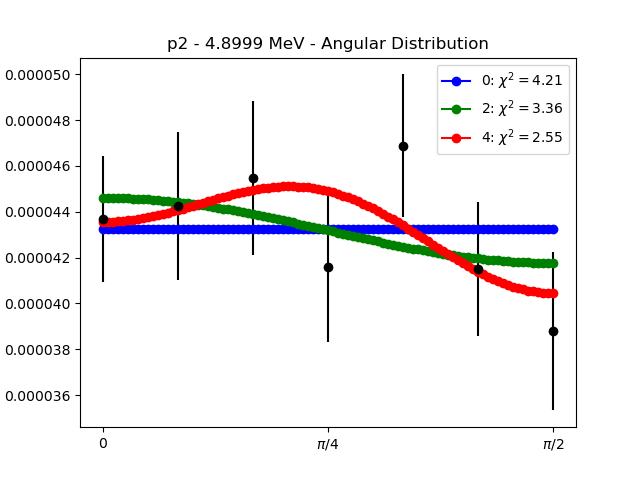 p2 - 4.8999 MeV - Angular Distribution
0: χ² = 4.21
2: χ² = 3.36
4: χ² = 2.55
0.000050
0.000048
0.000046
0.000044
0.000042
0.000040
0.000038
0.000036
0 π/4 π/2